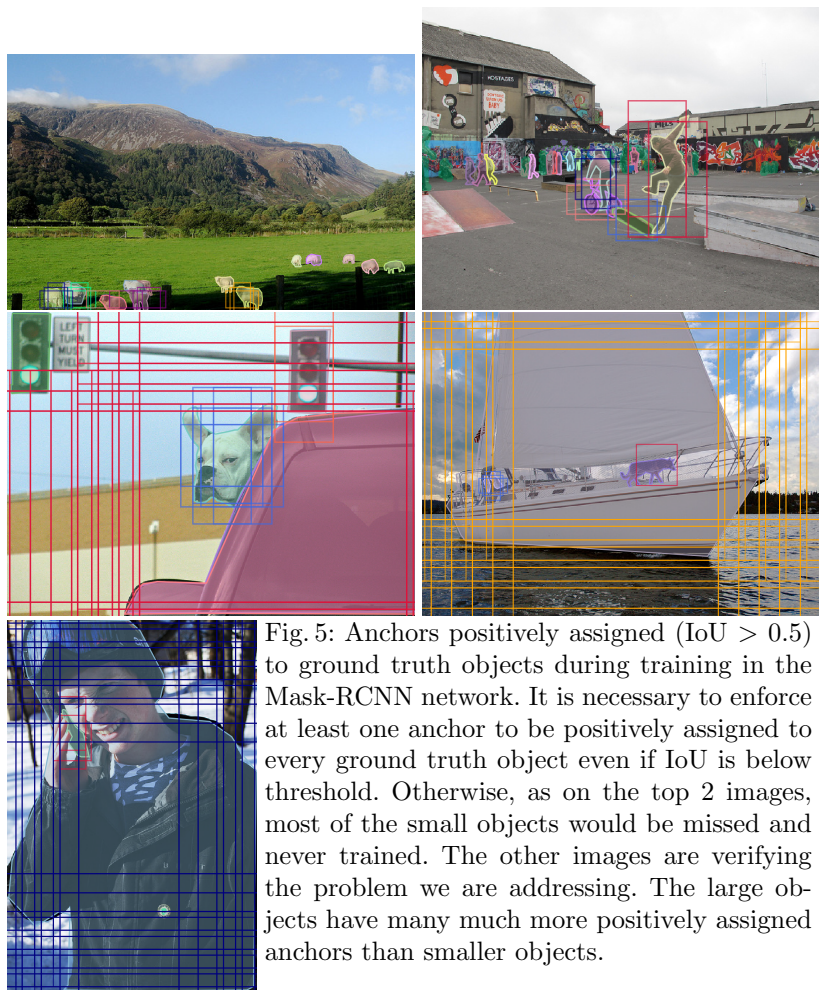 HOSTAGES
MBLS
LEFT
TURN
MUST
YIELD
Fig. 5: Anchors positively assigned (IoU > 0.5)
to ground truth objects during training in the
Mask-RCNN network. It is necessary to enforce
at least one anchor to be positively assigned to
every ground truth object even if IoU is below
threshold. Otherwise, as on the top 2 images,
most of the small objects would be missed and
never trained. The other images are verifying
the problem we are addressing. The large ob-
jects have many much more positively assigned
anchors than smaller objects.